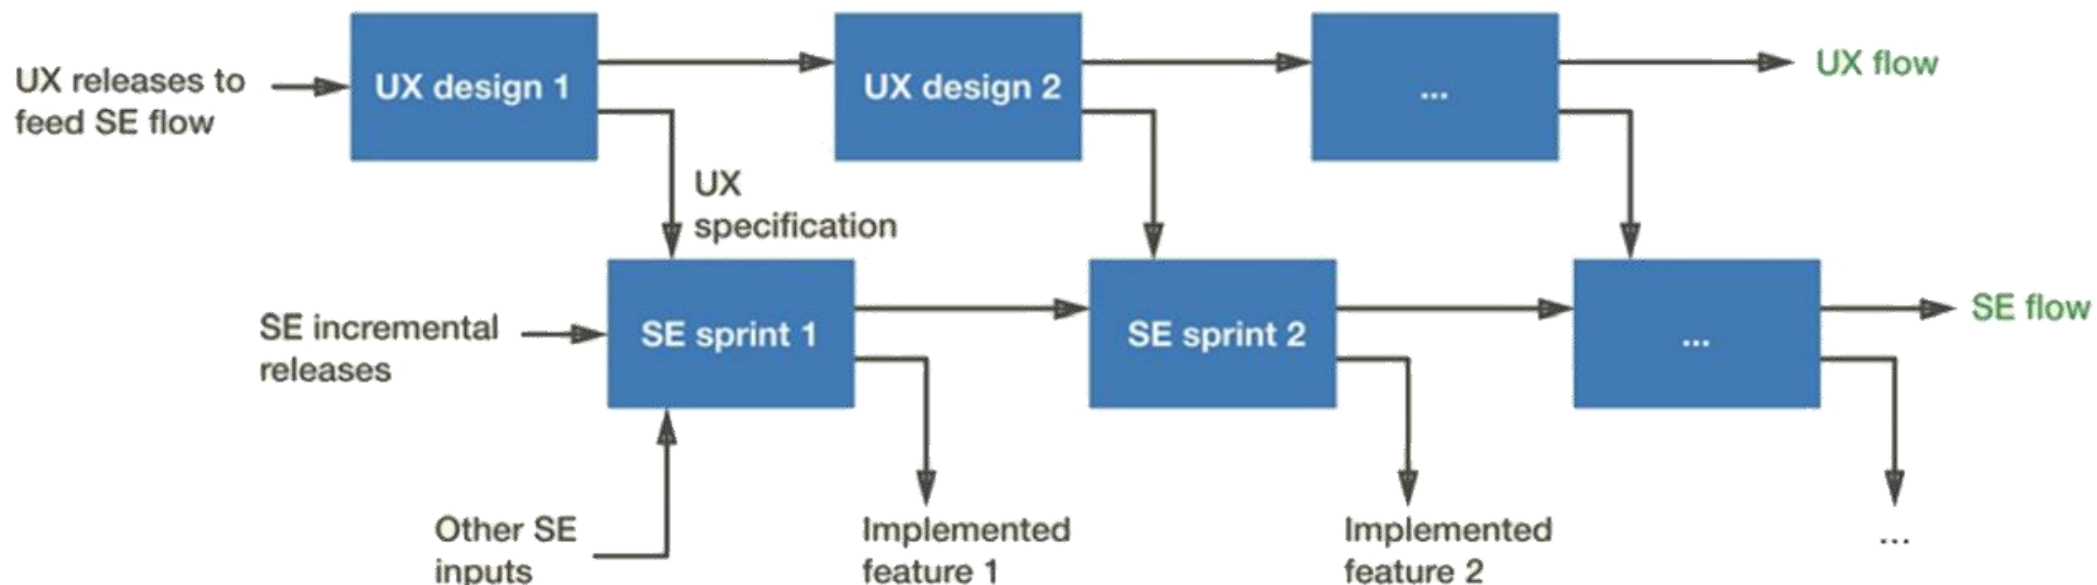 UX releases to
feed SE flow
UX design 1
UX design 2
...
UX flow
UX
specification
SE incremental
releases
SE sprint 1
SE sprint 2
...
SE flow
Other SE
inputs
Implemented
feature 1
Implemented
feature 2
...